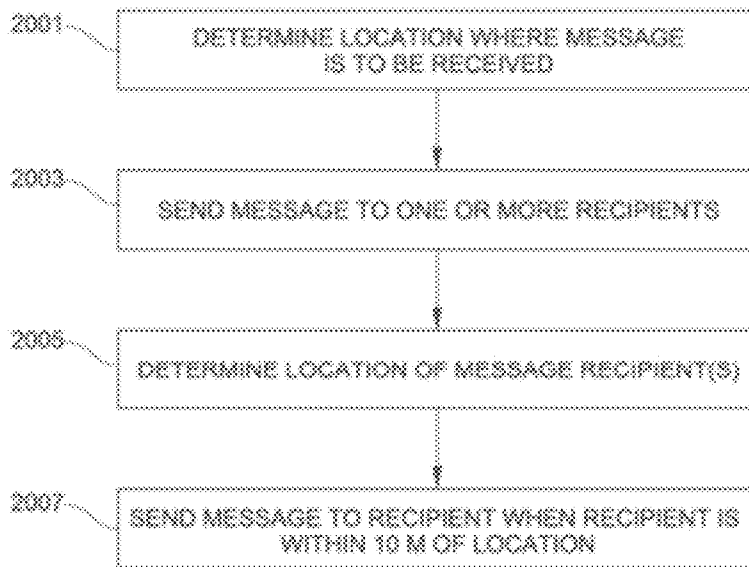 2001
DETERMINE LOCATION WHERE MESSAGE
IS TO BE RECEIVED
2003
SEND MESSAGE TO ONE OR MORE RECIPIENTS
2005
DETERMINE LOCATION OF MESSAGE RECIPIENT(S)
2007
SEND MESSAGE TO RECIPIENT WHEN RECIPIENT IS
WITHIN 10 M OF LOCATION